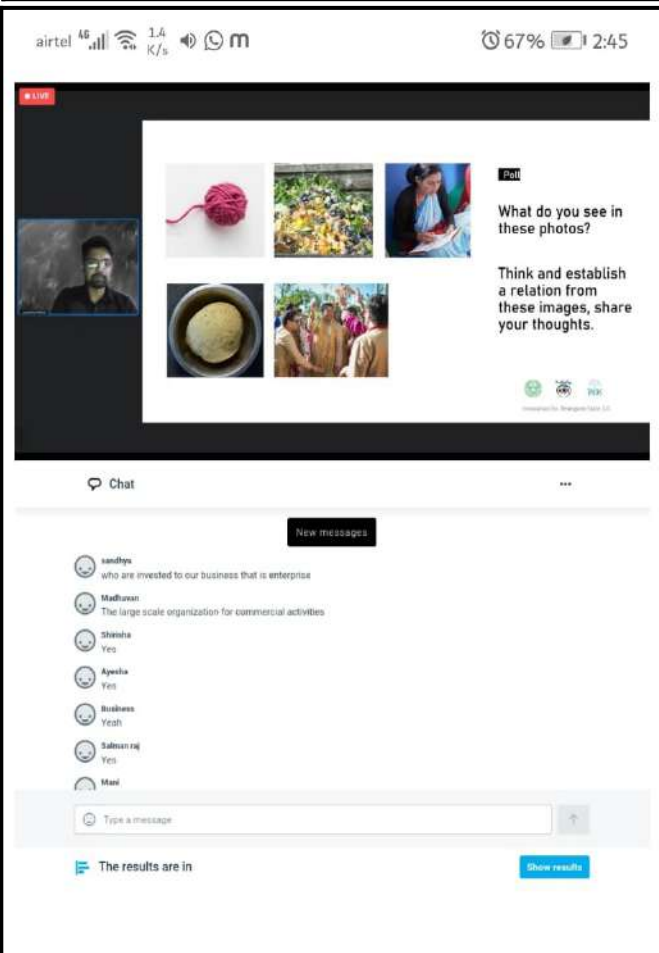 airtel 4G 1.4 K/s m 67% 2:45
LIVE
Poll
What do you see in
these photos?
Think and establish
a relation from
these images, share
your thoughts.
Chat
New messages
sandhya
who are invested to our business that is enterprise
Madhavan
The large scale organization for commercial activities
Shirisha
Yes
Ayesha
Yes
Business
Yeah
Salman raj
Yes
Mani
Type a message
The results are in
Show results